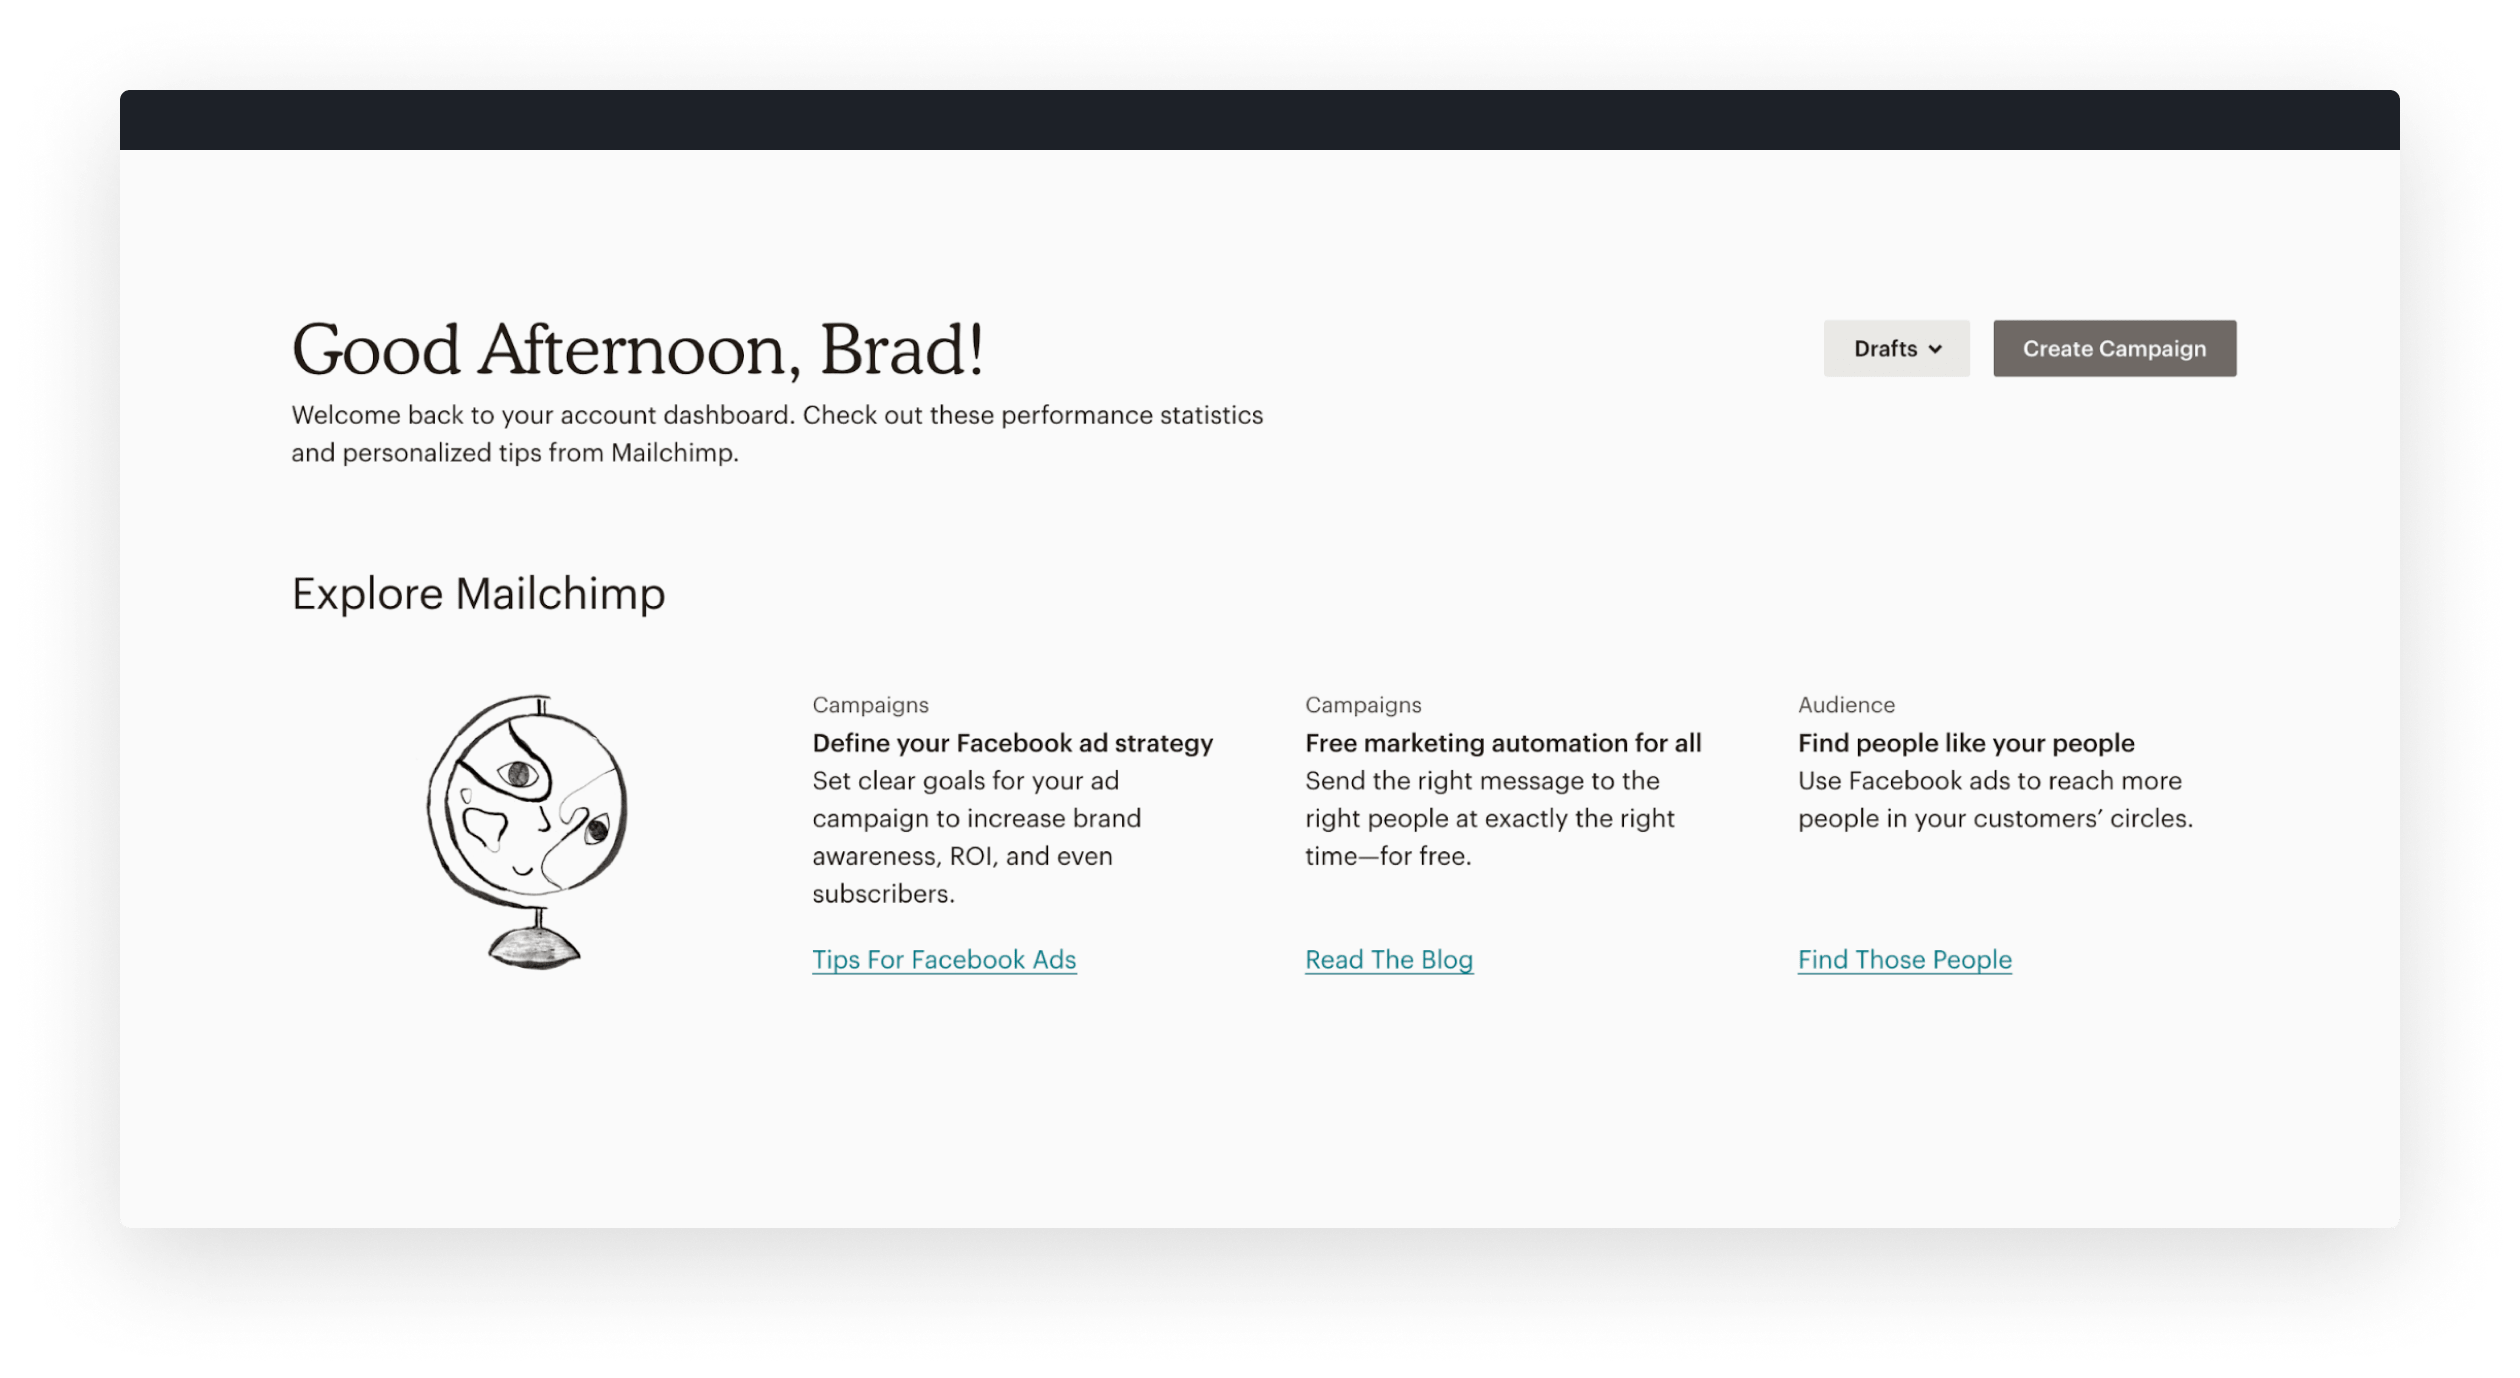 Good Afternoon, Brad!
Drafts
Create Campaign
Welcome back to your account dashboard. Check out these performance statistics
and personalized tips from Mailchimp.
Explore Mailchimp
Campaigns
Define your Facebook ad strategy
Set clear goals for your ad
campaign to increase brand
awareness, ROI, and even
subscribers.
Tips For Facebook Ads
Campaigns
Free marketing automation for all
Send the right message to the
right people at exactly the right
time—for free.
Read The Blog
Audience
Find people like your people
Use Facebook ads to reach more
people in your customers’ circles.
Find Those People